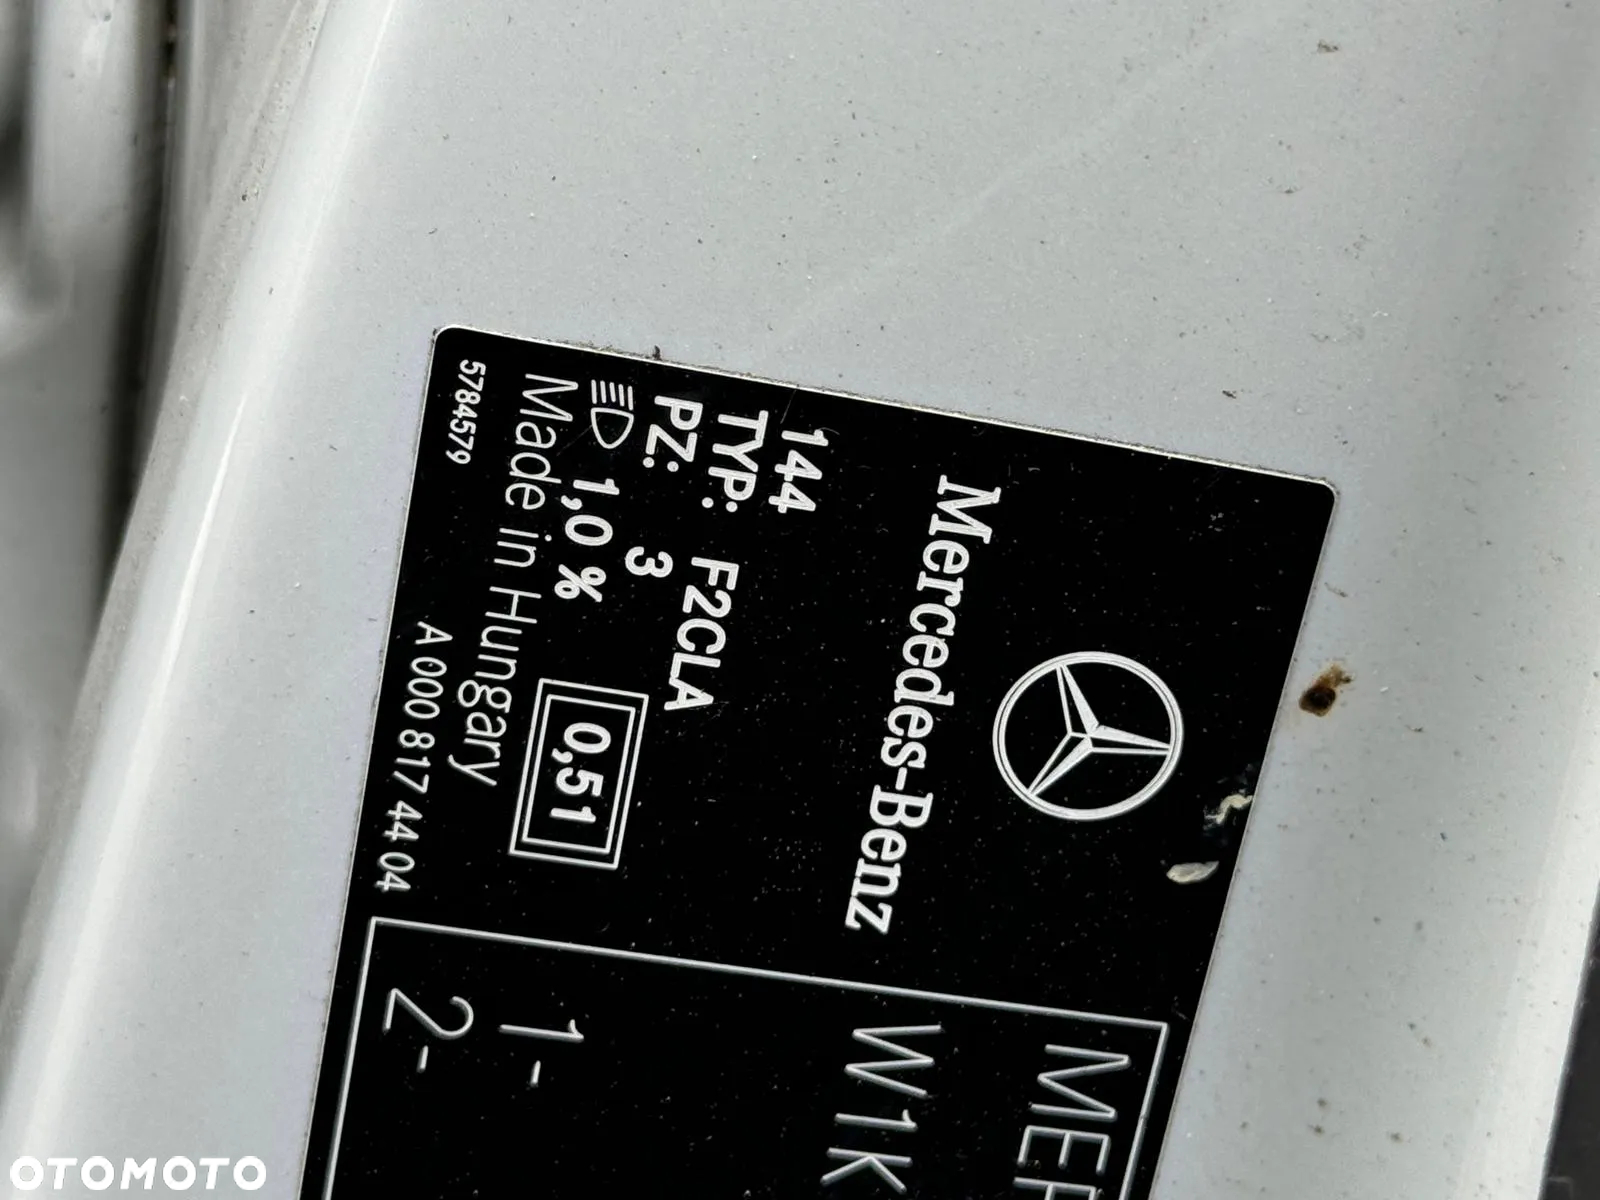 Mercedes-Benz
144
TYP: F2CLA
PZ: 3
1,0 %
0,51
Made in Hungary
5784579
A 000 817 44 04
MER
W1K
1-
2-
OTOMOTO